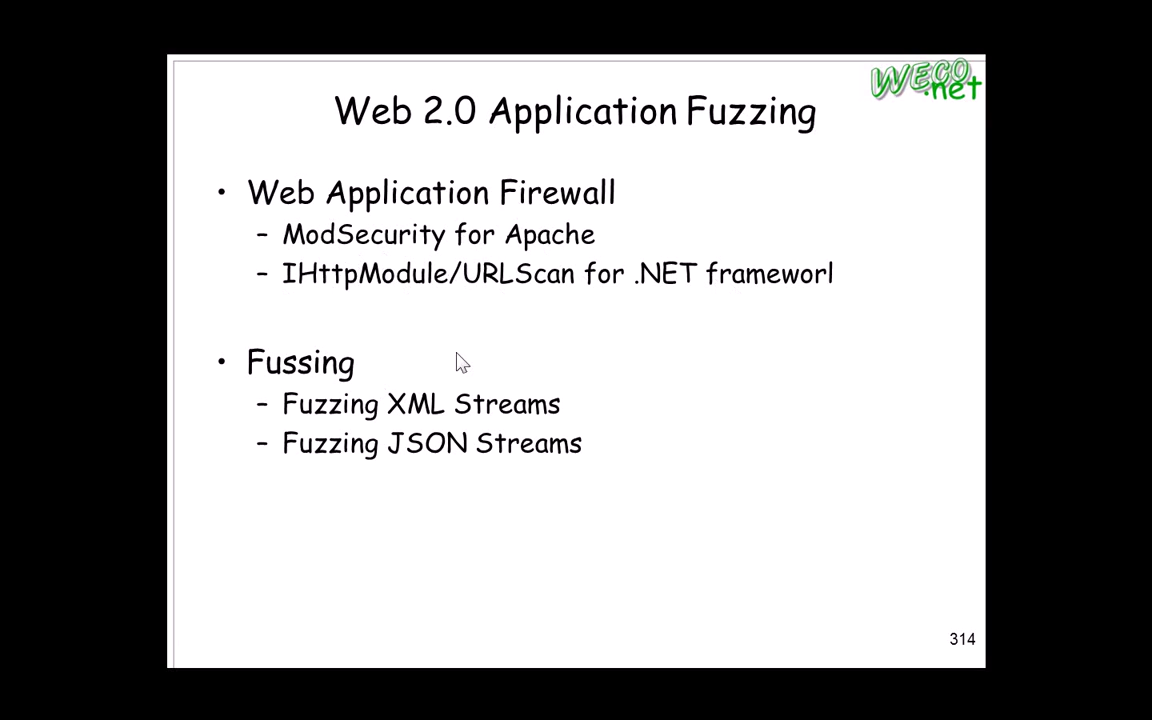 WECO
.net
Web 2.0 Application Fuzzing
• Web Application Firewall
– ModSecurity for Apache
– IHttpModule/URLScan for .NET frameworl
• Fussing
– Fuzzing XML Streams
– Fuzzing JSON Streams
314